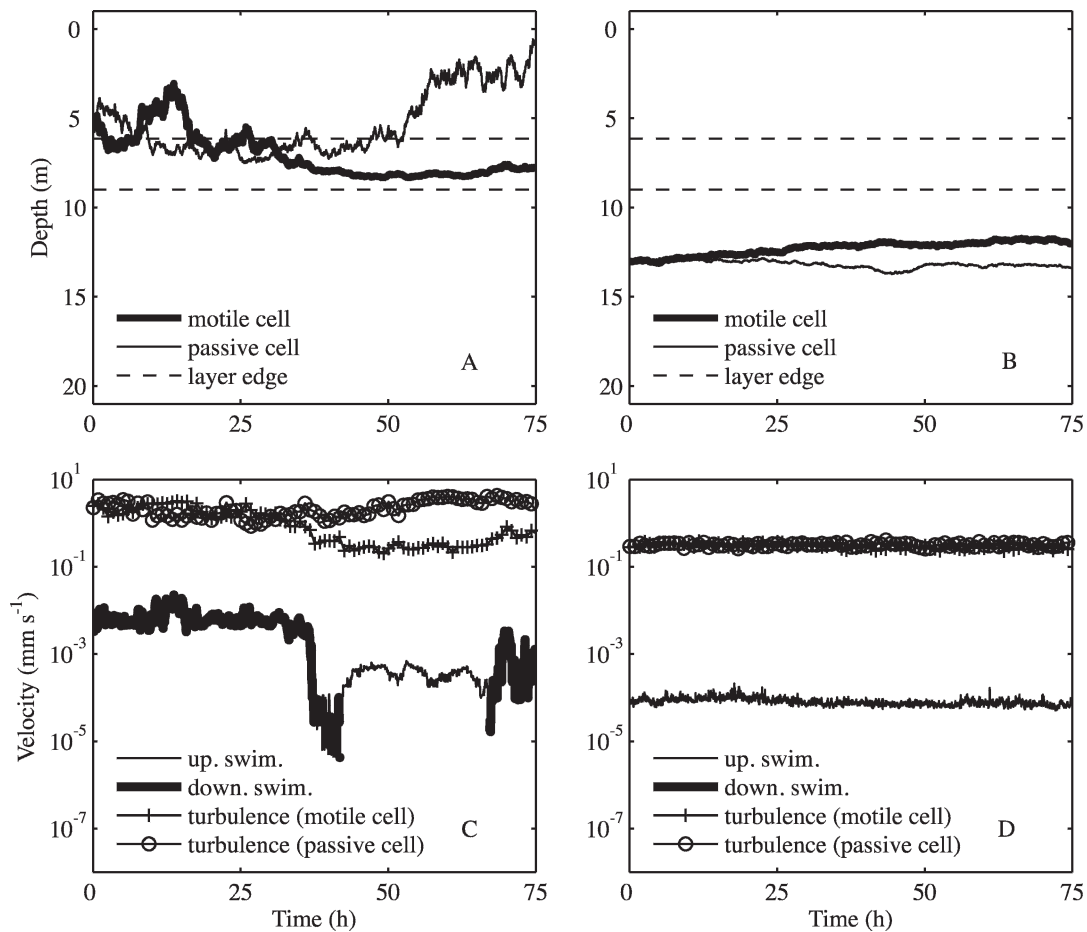 0
5
10
15
20
Depth (m)
motile cell
passive cell
layer edge
A
0 25 50 75
0
5
10
15
20
motile cell
passive cell
layer edge
B
0 25 50 75
10^1
10^-1
10^-3
10^-5
10^-7
Velocity (mm s^-1)
up. swim.
down. swim.
turbulence (motile cell)
turbulence (passive cell)
C
0 25 50 75
Time (h)
10^1
10^-1
10^-3
10^-5
10^-7
up. swim.
down. swim.
turbulence (motile cell)
turbulence (passive cell)
D
0 25 50 75
Time (h)